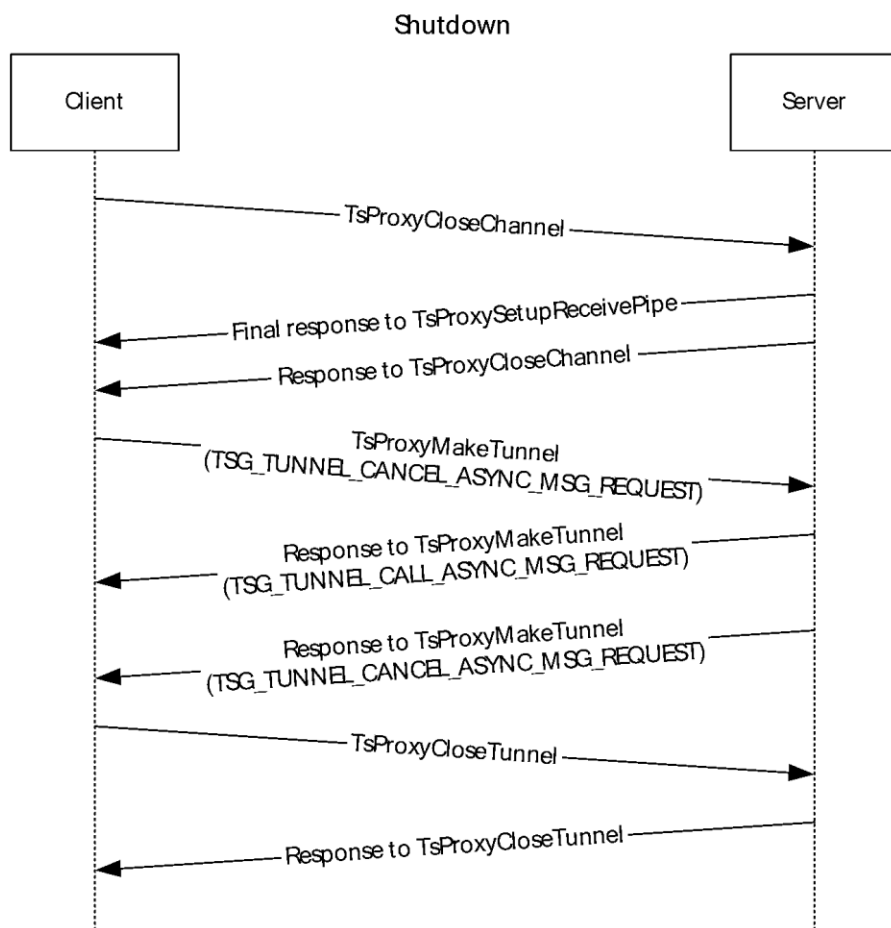 Shutdown
Client
Server
TsProxyCloseChannel
Final response to TsProxySetupReceivePipe
Response to TsProxyCloseChannel
TsProxyMakeTunnel
(TSG_TUNNEL_CANCEL_ASYNC_MSG_REQUEST)
Response to TsProxyMakeTunnel
(TSG_TUNNEL_CALL_ASYNC_MSG_REQUEST)
Response to TsProxyMakeTunnel
(TSG_TUNNEL_CANCEL_ASYNC_MSG_REQUEST)
TsProxyCloseTunnel
Response to TsProxyCloseTunnel